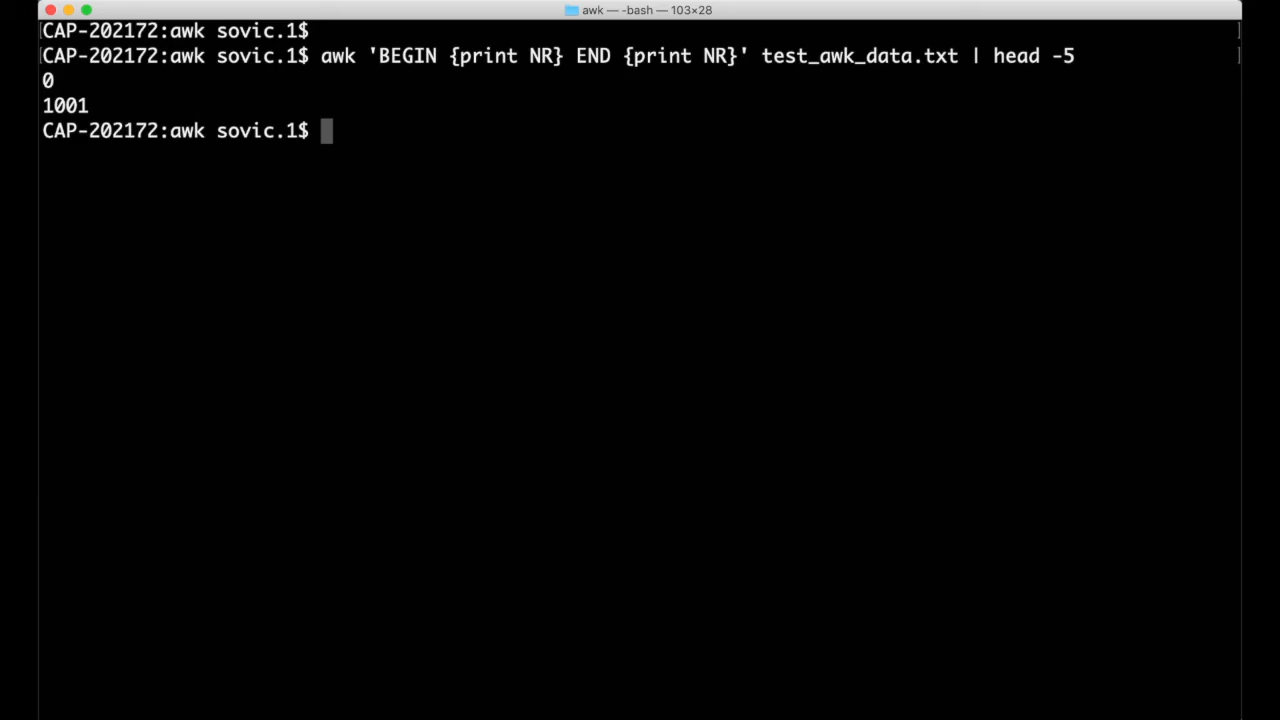 awk — -bash — 103×28
CAP-202172:awk sovic.1$
CAP-202172:awk sovic.1$ awk 'BEGIN {print NR} END {print NR}' test_awk_data.txt | head -5
0
1001
CAP-202172:awk sovic.1$